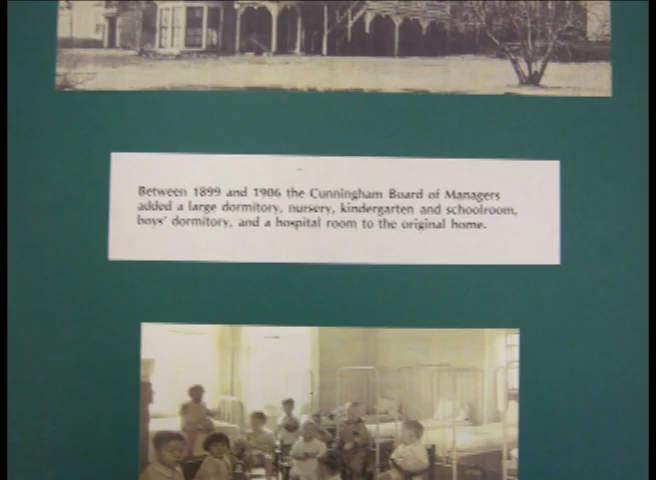 Between 1899 and 1906 the Cunningham Board of Managers
added a large dormitory, nursery, kindergarten and schoolroom,
boys' dormitory, and a hospital room to the original home.